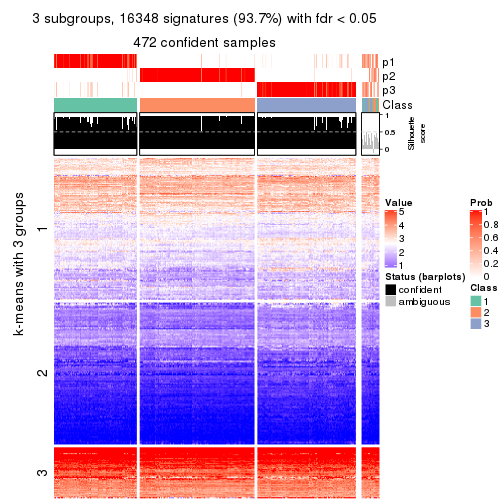 3 subgroups, 16348 signatures (93.7%) with fdr < 0.05
472 confident samples
p1
p2
p3
Class
1
0.5
0
Silhouette
score
k-means with 3 groups
1
2
3
Value
5
4
3
2
1
Status (barplots)
confident
ambiguous
Prob
1
0.8
0.6
0.4
0.2
0
Class
1
2
3